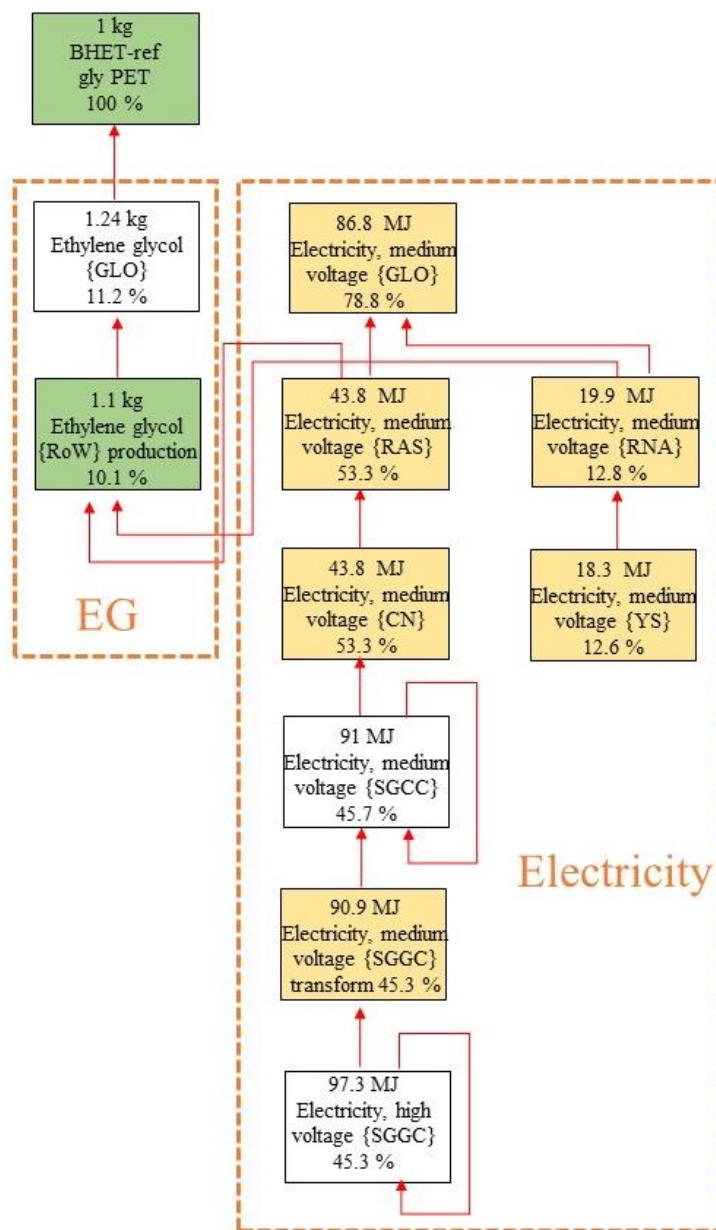 1 kg
BHET-ref
gly PET
100 %
1.24 kg
Ethylene glycol
{GLO}
11.2 %
1.1 kg
Ethylene glycol
{RoW} production
10.1 %
EG
86.8 MJ
Electricity, medium
voltage {GLO}
78.8 %
43.8 MJ
Electricity, medium
voltage {RAS}
53.3 %
19.9 MJ
Electricity, medium
voltage {RNA}
12.8 %
43.8 MJ
Electricity, medium
voltage {CN}
53.3 %
18.3 MJ
Electricity, medium
voltage {YS}
12.6 %
91 MJ
Electricity, medium
voltage {SGCC}
45.7 %
Electricity
90.9 MJ
Electricity, medium
voltage {SGGC}
transform 45.3 %
97.3 MJ
Electricity, high
voltage {SGGC}
45.3 %